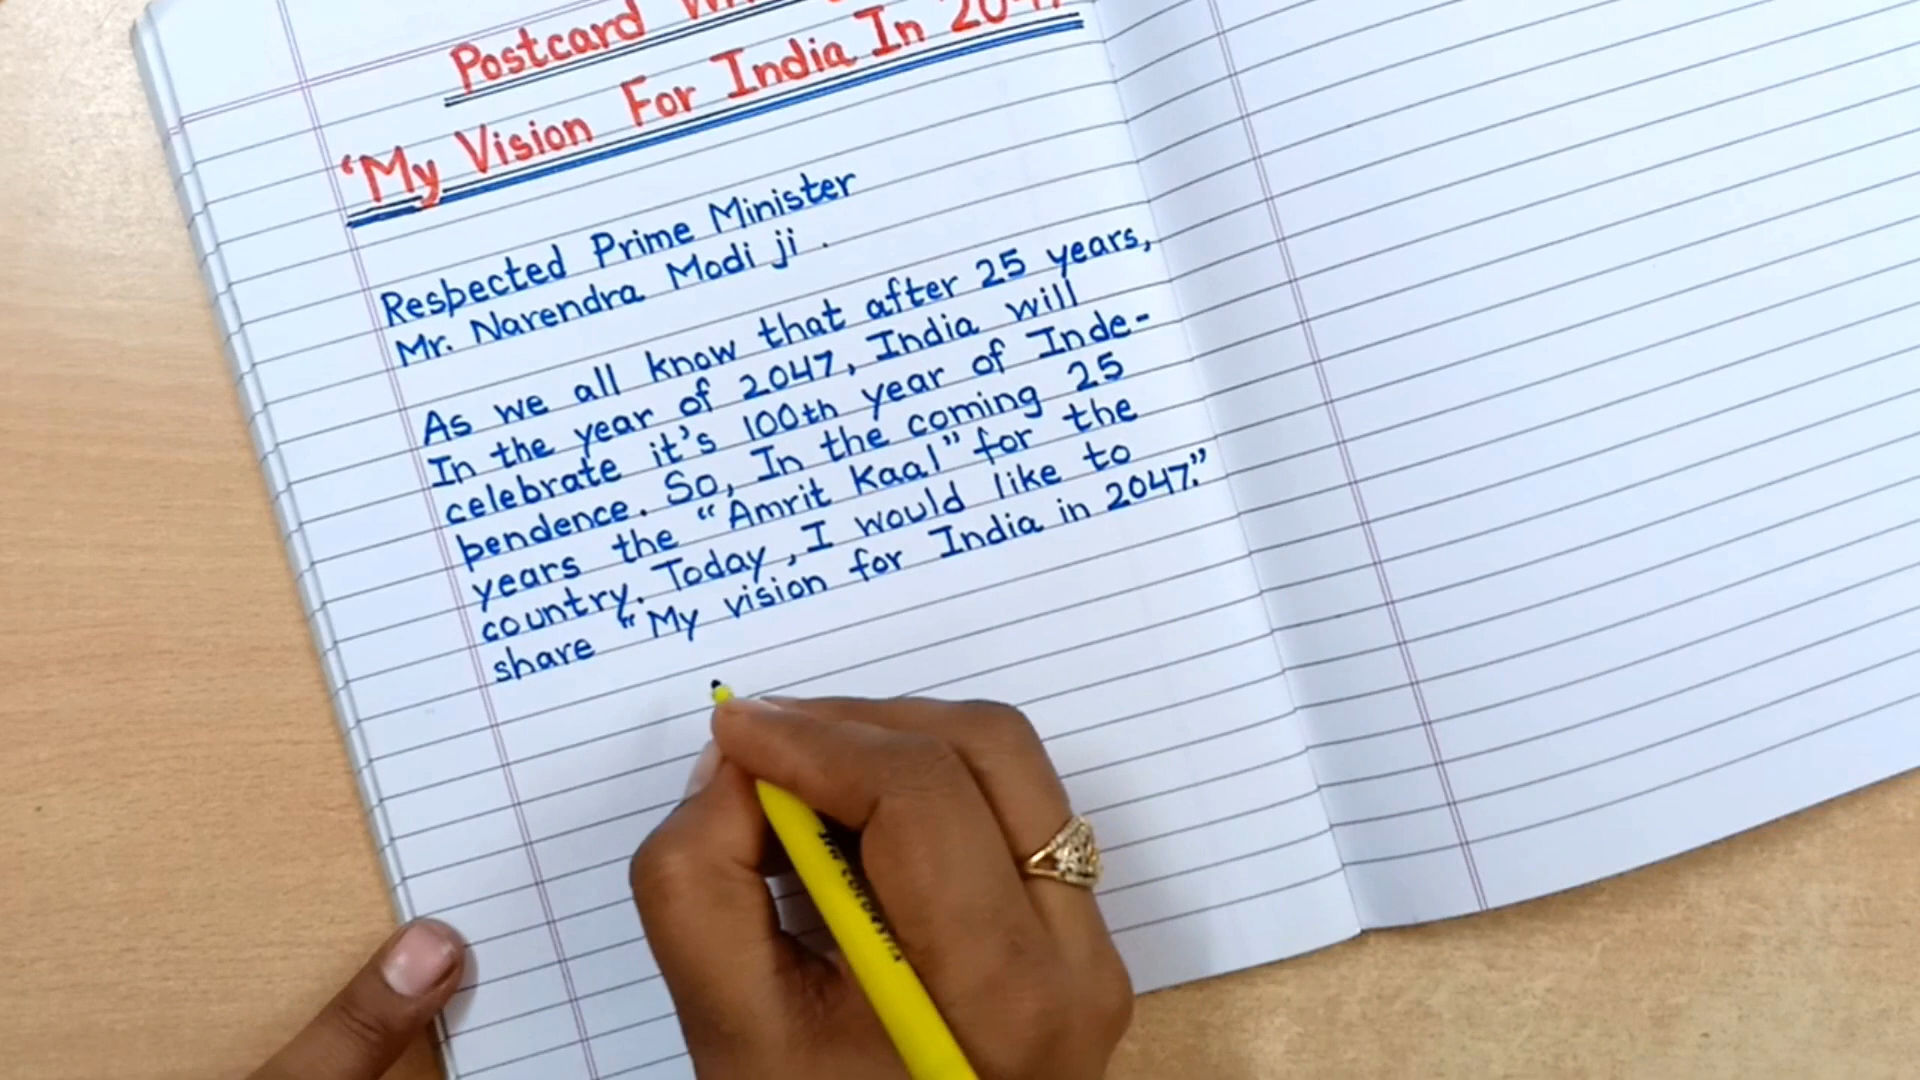 Postcard
'My Vision For India In 2047
Respected Prime Minister
Mr. Narendra Modi ji .
As we all know that after 25 years,
In the year of 2047, India will
celebrate it's 100th year of Inde-
pendence. So, In the coming 25
years the "Amrit Kaal" for the
country. Today, I would like to
share "My vision for India in 2047."